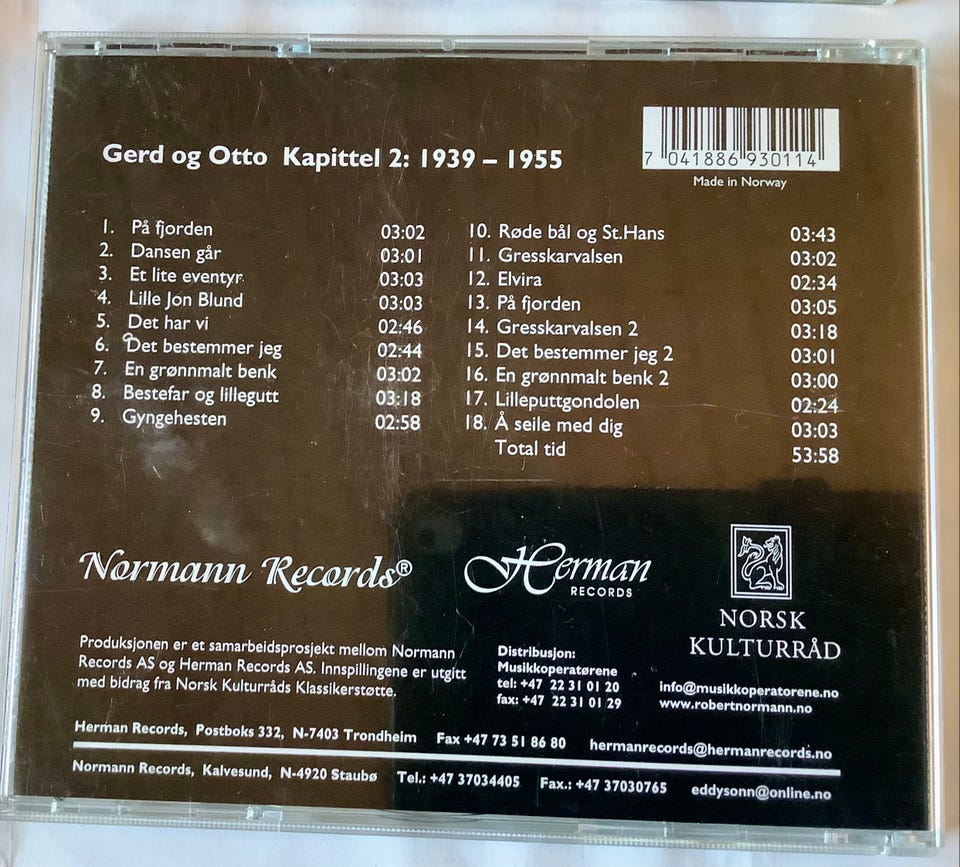 Gerd og Otto Kapittel 2: 1939 – 1955
7 041886 930114
Made in Norway
1. På fjorden 03:02
2. Dansen går 03:01
3. Et lite eventyr 03:03
4. Lille Jon Blund 03:03
5. Det har vi 02:46
6. Det bestemmer jeg 02:44
7. En grønnmalt benk 03:02
8. Bestefar og lillegutt 03:18
9. Gyngehesten 02:58
10. Røde bål og St.Hans 03:43
11. Gresskarvalsen 03:02
12. Elvira 02:34
13. På fjorden 03:05
14. Gresskarvalsen 2 03:18
15. Det bestemmer jeg 2 03:01
16. En grønnmalt benk 2 03:00
17. Lilleputtgondolen 02:24
18. Å seile med dig 03:03
Total tid 53:58
Normann Records®
Herman
RECORDS
NORSK
KULTURRÅD
Produksjonen er et samarbeidsprosjekt mellom Normann
Records AS og Herman Records AS. Innspillingene er utgitt
med bidrag fra Norsk Kulturråds Klassikerstøtte.
Distribusjon:
Musikkoperatørene
tel: +47 22 31 01 20
fax: +47 22 31 01 29
info@musikkoperatorene.no
www.robertnormann.no
Herman Records, Postboks 332, N-7403 Trondheim Fax +47 73 51 86 80 hermanrecords@hermanrecords.no
Normann Records, Kalvesund, N-4920 Staubø Tel.: +47 37034405 Fax.: +47 37030765 eddysonn@online.no